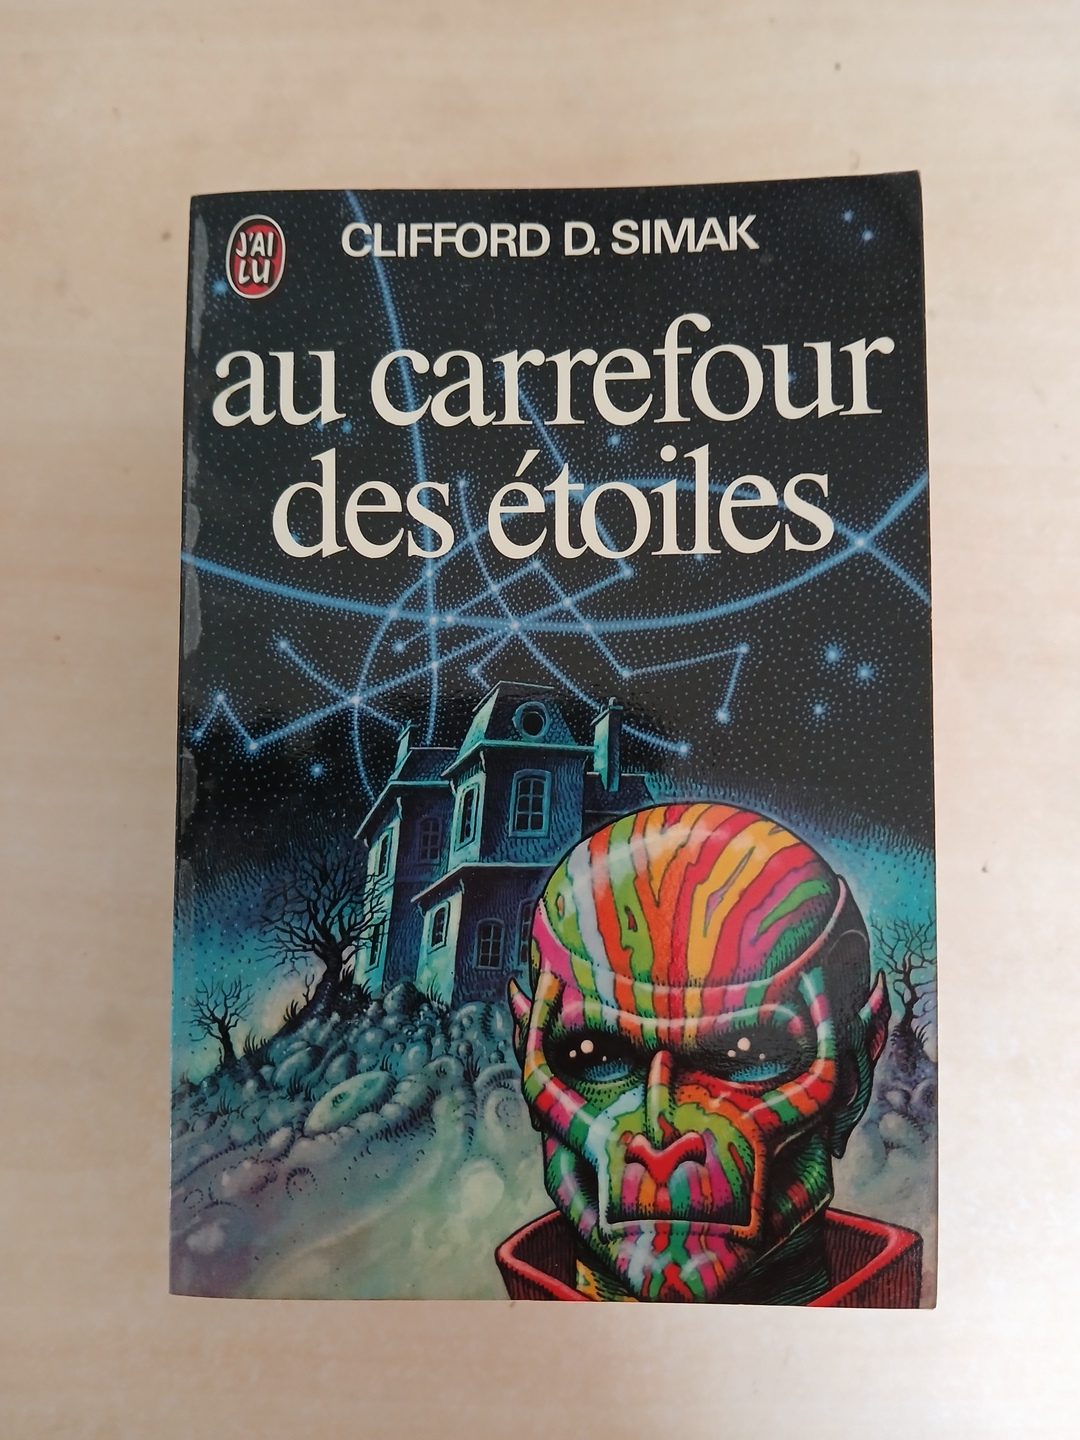 J'AI
LU
CLIFFORD D. SIMAK
au carrefour
des étoiles